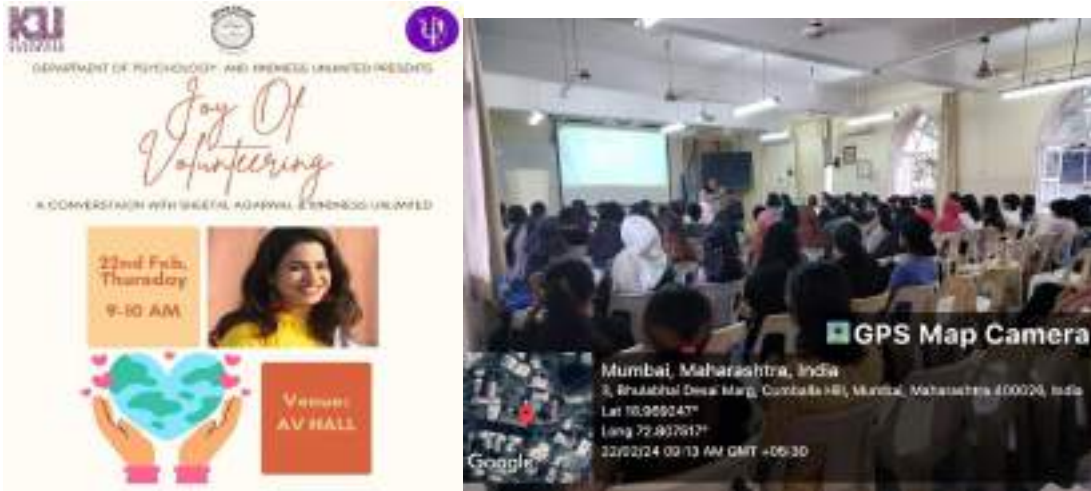 DEPARTMENT OF PSYCHOLOGY AND KINDNESS UNLIMITED PRESENTS
Joy Of
Volunteering
A CONVERSTAION WITH SHEETAL AGARWAL & KINDNESS UNLIMITED
22nd Feb,
Thursday
9-10 AM
Venue:
AV HALL
GPS Map Camera
Mumbai, Maharashtra, India
Bhulabhai Desai Marg, Cumballa Hill, Mumbai, Maharashtra 400026, India
Lat 18.969247°
Long 72.807817°
22/02/24 09:13 AM GMT +05:30
Google